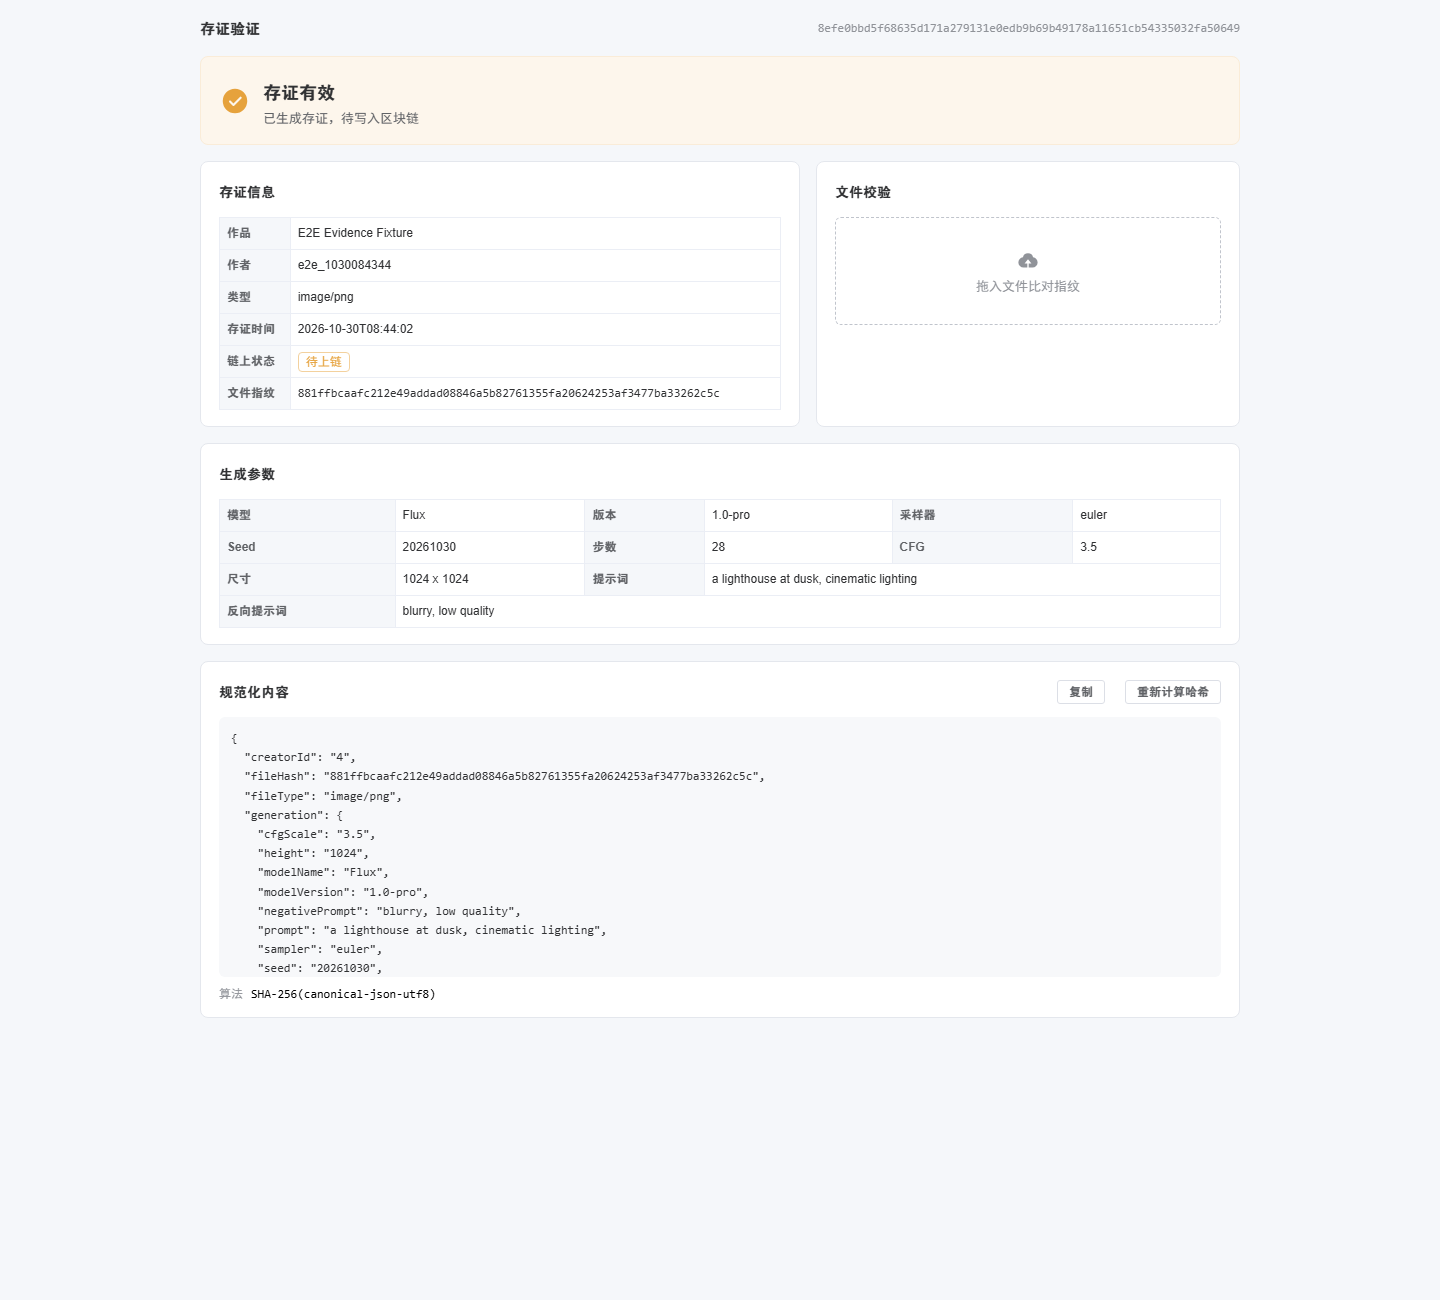 存证验证
8efe0bbd5f68635d171a279131e0edb9b69b49178a11651cb54335032fa50649
存证有效
已生成存证，待写入区块链
存证信息
作品 E2E Evidence Fixture
作者 e2e_1030084344
类型 image/png
存证时间 2026-10-30T08:44:02
链上状态 待上链
文件指纹 881ffbcaafc212e49addad08846a5b82761355fa20624253af3477ba33262c5c
文件校验
拖入文件比对指纹
生成参数
模型 Flux 版本 1.0-pro 采样器 euler
Seed 20261030 步数 28 CFG 3.5
尺寸 1024 x 1024 提示词 a lighthouse at dusk, cinematic lighting
反向提示词 blurry, low quality
规范化内容 复制 重新计算哈希
{
"creatorId": "4",
"fileHash": "881ffbcaafc212e49addad08846a5b82761355fa20624253af3477ba33262c5c",
"fileType": "image/png",
"generation": {
"cfgScale": "3.5",
"height": "1024",
"modelName": "Flux",
"modelVersion": "1.0-pro",
"negativePrompt": "blurry, low quality",
"prompt": "a lighthouse at dusk, cinematic lighting",
"sampler": "euler",
"seed": "20261030",
算法 SHA-256(canonical-json-utf8)